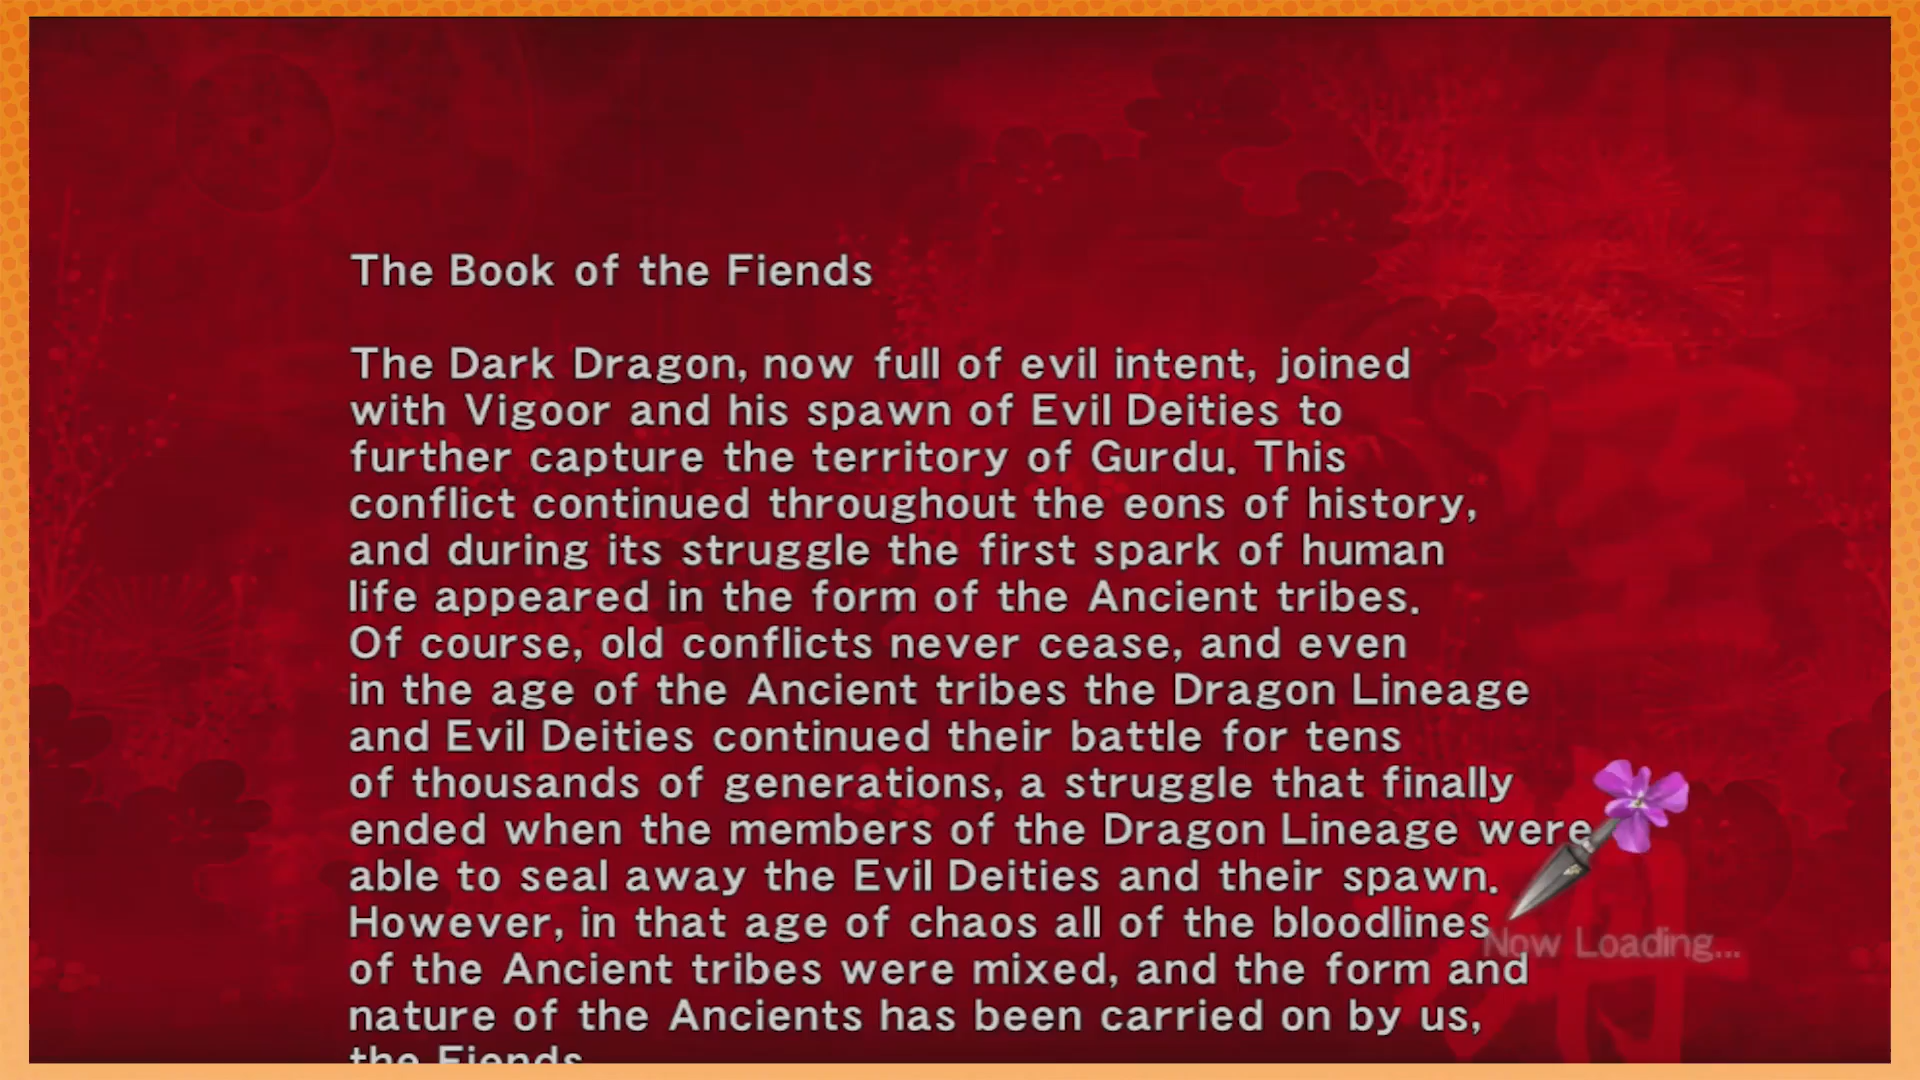 The Book of the Fiends
The Dark Dragon, now full of evil intent, joined
with Vigoor and his spawn of Evil Deities to
further capture the territory of Gurdu. This
conflict continued throughout the eons of history,
and during its struggle the first spark of human
life appeared in the form of the Ancient tribes.
Of course, old conflicts never cease, and even
in the age of the Ancient tribes the Dragon Lineage
and Evil Deities continued their battle for tens
of thousands of generations, a struggle that finally
ended when the members of the Dragon Lineage were
able to seal away the Evil Deities and their spawn.
However, in that age of chaos all of the bloodlines
Now Loading...
of the Ancient tribes were mixed, and the form and
nature of the Ancients has been carried on by us,
the Fiends